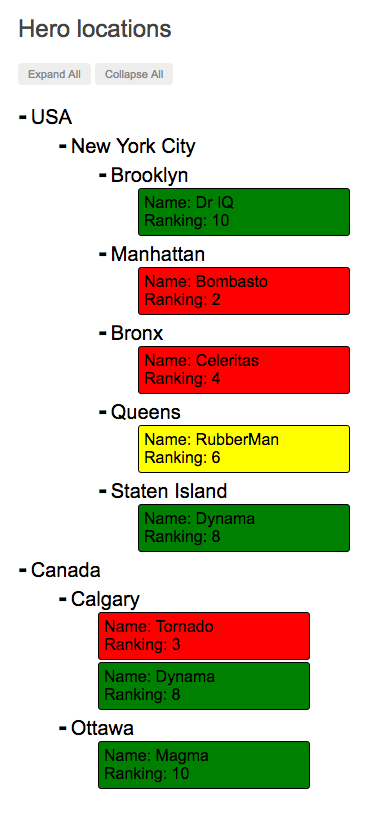 Hero locations
Expand All Collapse All
- USA
- New York City
- Brooklyn
Name: Dr IQ
Ranking: 10
- Manhattan
Name: Bombasto
Ranking: 2
- Bronx
Name: Celeritas
Ranking: 4
- Queens
Name: RubberMan
Ranking: 6
- Staten Island
Name: Dynama
Ranking: 8
- Canada
- Calgary
Name: Tornado
Ranking: 3
Name: Dynama
Ranking: 8
- Ottawa
Name: Magma
Ranking: 10